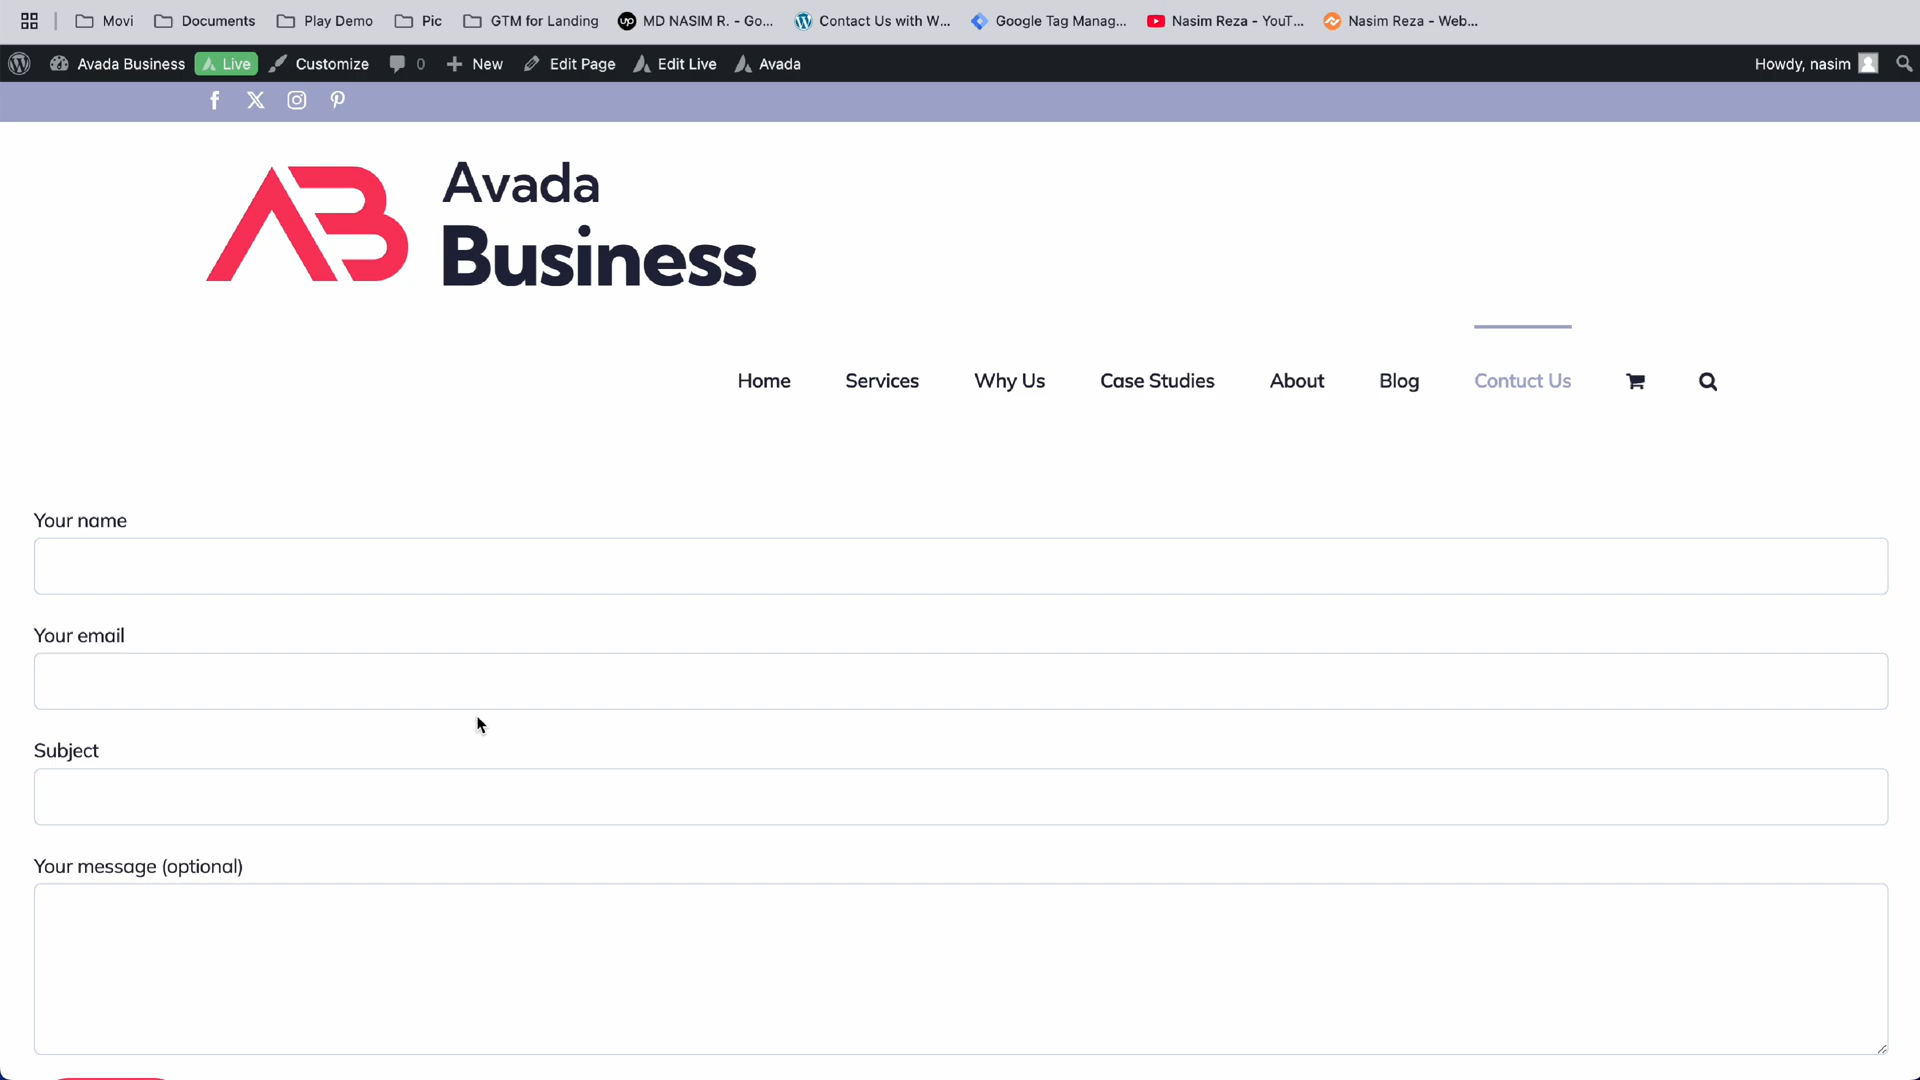 Movi Documents Play Demo Pic GTM for Landing MD NASIM R. - Go... Contact Us with W... Google Tag Manag... Nasim Reza - YouT... Nasim Reza - Web...
Avada Business Live Customize 0 New Edit Page Edit Live Avada Howdy, nasim
Avada
Business
Home Services Why Us Case Studies About Blog Contuct Us
Your name
Your email
Subject
Your message (optional)